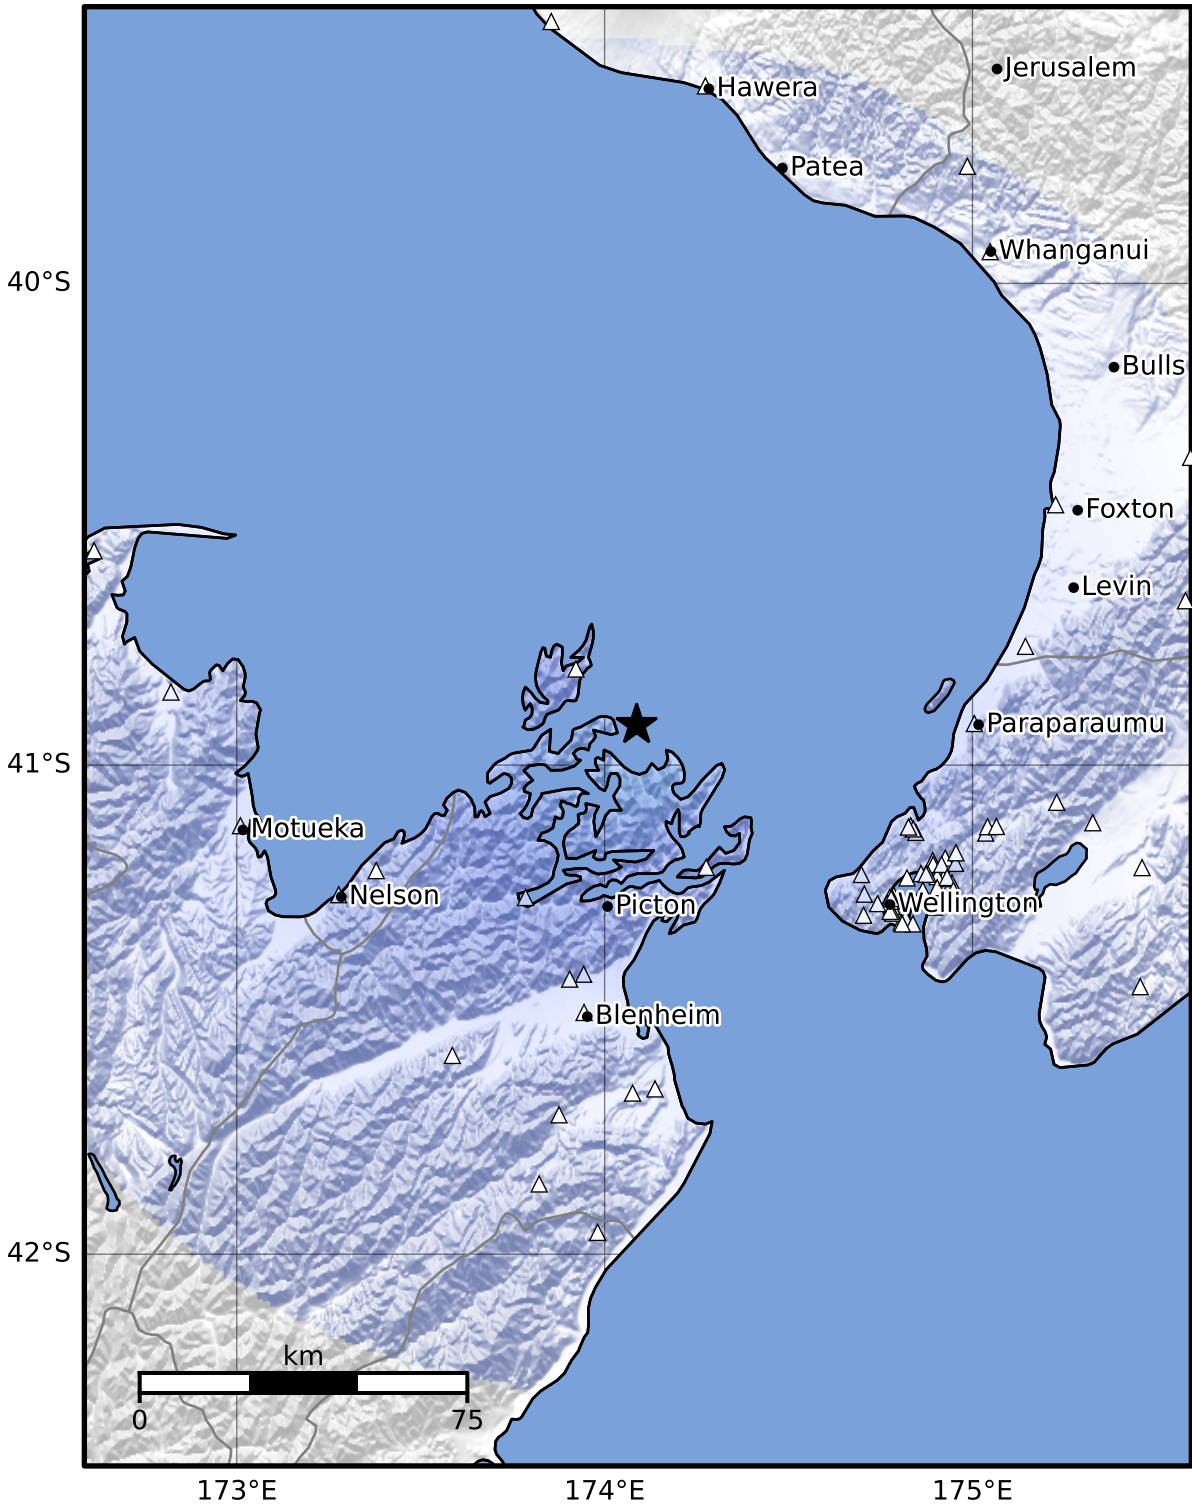 Jerusalem
Hawera
Patea
Whanganui
40°S
Bulls
Foxton
Levin
Paraparaumu
41°S
Motueka
Nelson
Picton
Wellington
Blenheim
42°S
km
0
75
173°E
174°E
175°E